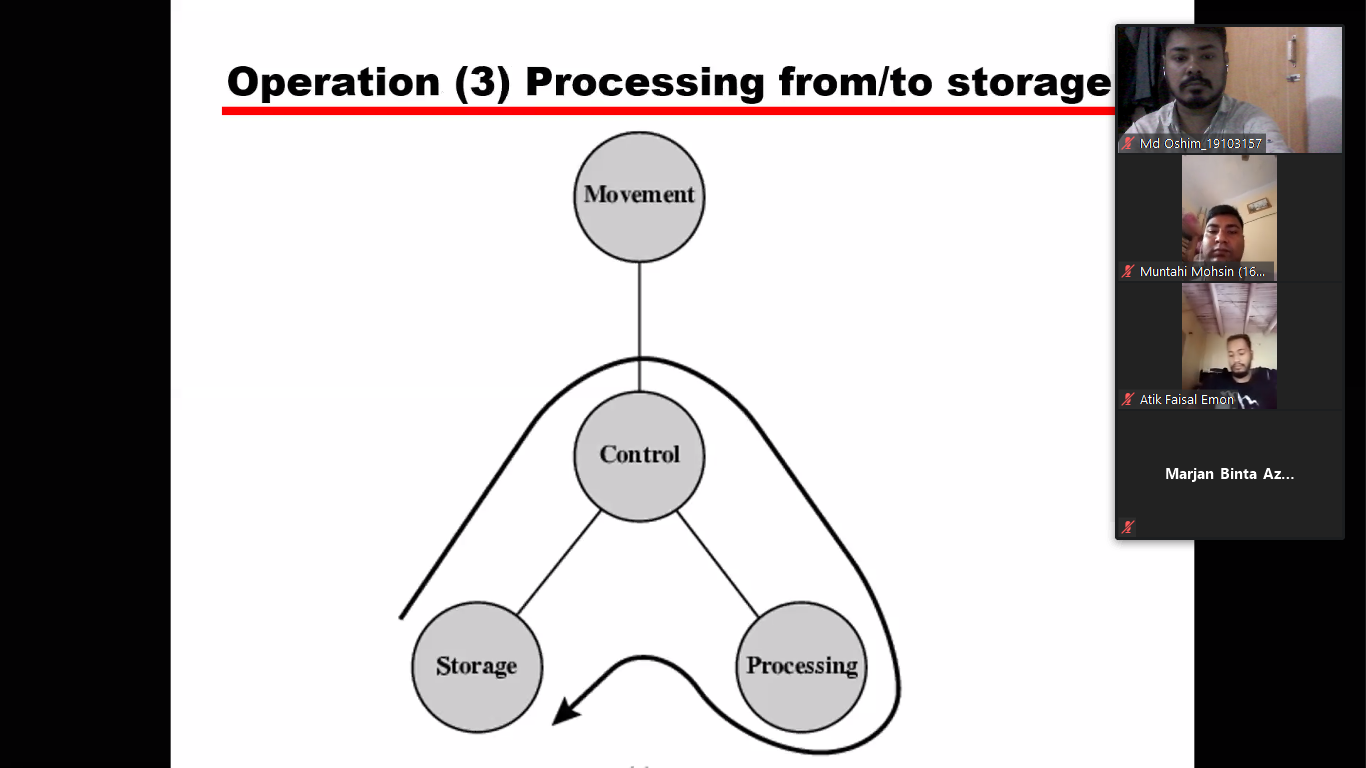 Operation (3) Processing from/to storage
Movement
Control
Storage
Processing
Md Oshim_19103157
Muntahi Mohsin (16...
Atik Faisal Emon
Marjan Binta Az...